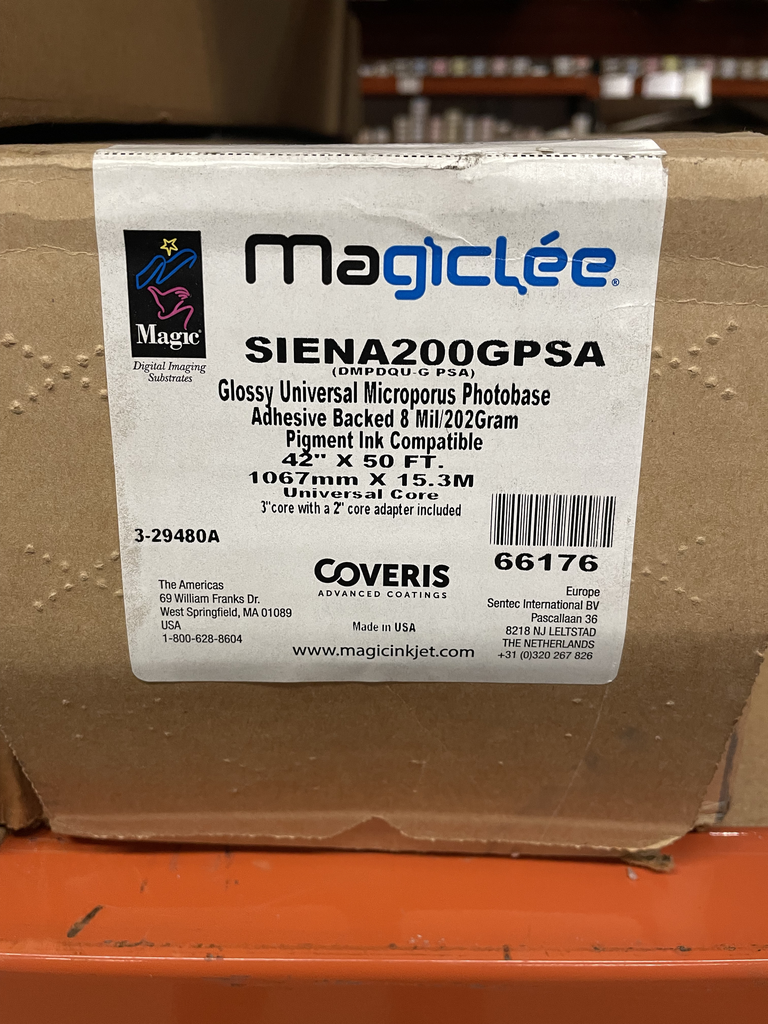 Magiclée®
Magic®
Digital Imaging
Substrates
SIENA200GPSA
(DMPDQU-G PSA)
Glossy Universal Microporus Photobase
Adhesive Backed 8 Mil/202Gram
Pigment Ink Compatible
42" X 50 FT.
1067mm X 15.3M
Universal Core
3"core with a 2" core adapter included
3-29480A
66176
COVERIS
ADVANCED COATINGS
The Americas
69 William Franks Dr.
West Springfield, MA 01089
USA
1-800-628-8604
Made in USA
www.magicinkjet.com
Europe
Sentec International BV
Pascallaan 36
8218 NJ LELTSTAD
THE NETHERLANDS
+31 (0)320 267 826